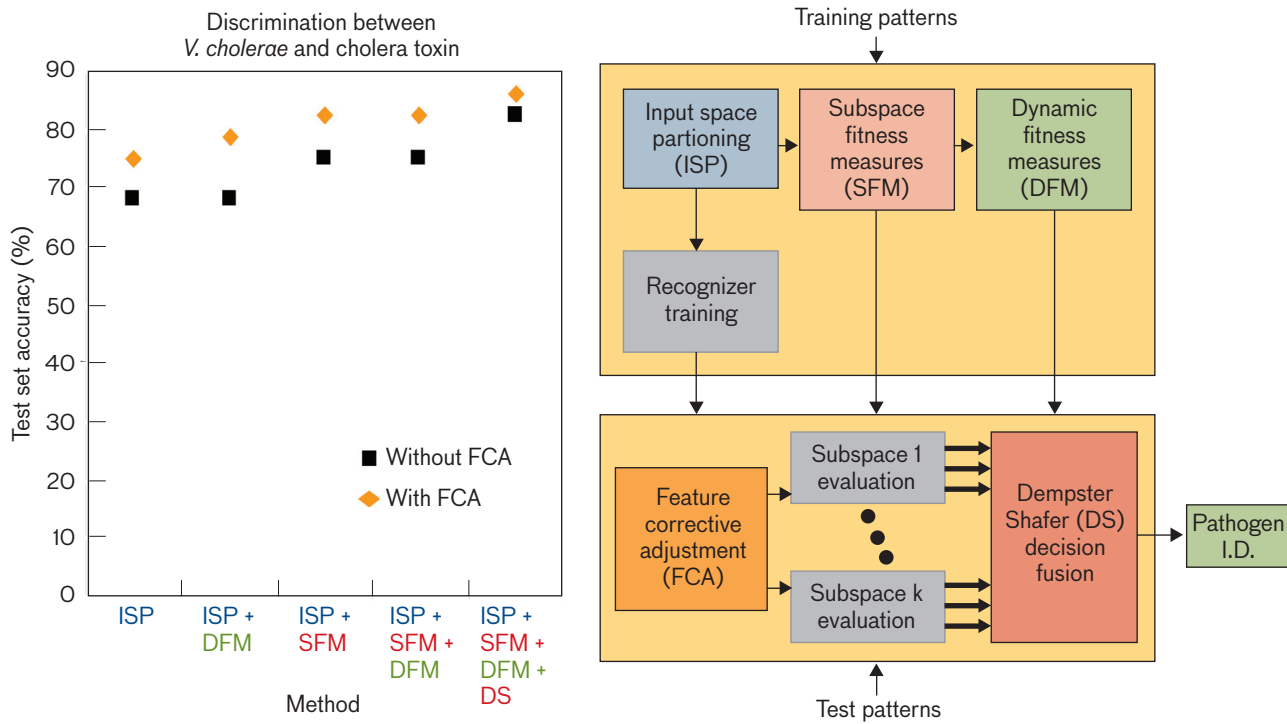 Discrimination between
V. cholerae and cholera toxin
Test set accuracy (%)
90
80
70
60
50
40
30
20
10
0
Without FCA
With FCA
ISP
ISP +
DFM
ISP +
SFM
ISP +
SFM +
DFM
ISP +
SFM +
DFM +
DS
Method
Training patterns
Input space
partioning
(ISP)
Subspace
fitness
measures
(SFM)
Dynamic
fitness
measures
(DFM)
Recognizer
training
Feature
corrective
adjustment
(FCA)
Subspace 1
evaluation
Subspace k
evaluation
Dempster
Shafer (DS)
decision
fusion
Pathogen
I.D.
Test patterns